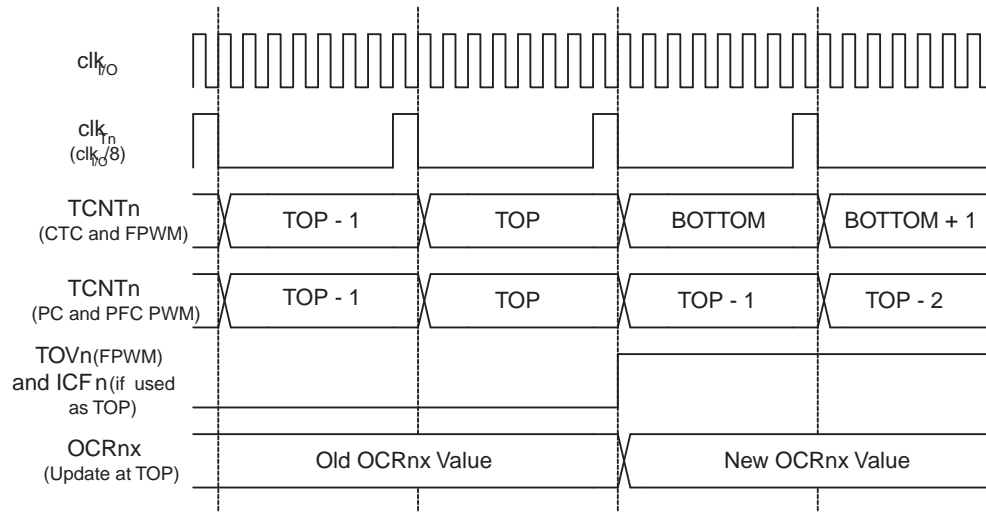 clkI/O
clkTn
(clkI/O/8)
TCNTn
(CTC and FPWM)
TOP - 1
TOP
BOTTOM
BOTTOM + 1
TCNTn
(PC and PFC PWM)
TOP - 1
TOP
TOP - 1
TOP - 2
TOVn(FPWM)
and ICF n(if used
as TOP)
OCRnx
(Update at TOP)
Old OCRnx Value
New OCRnx Value